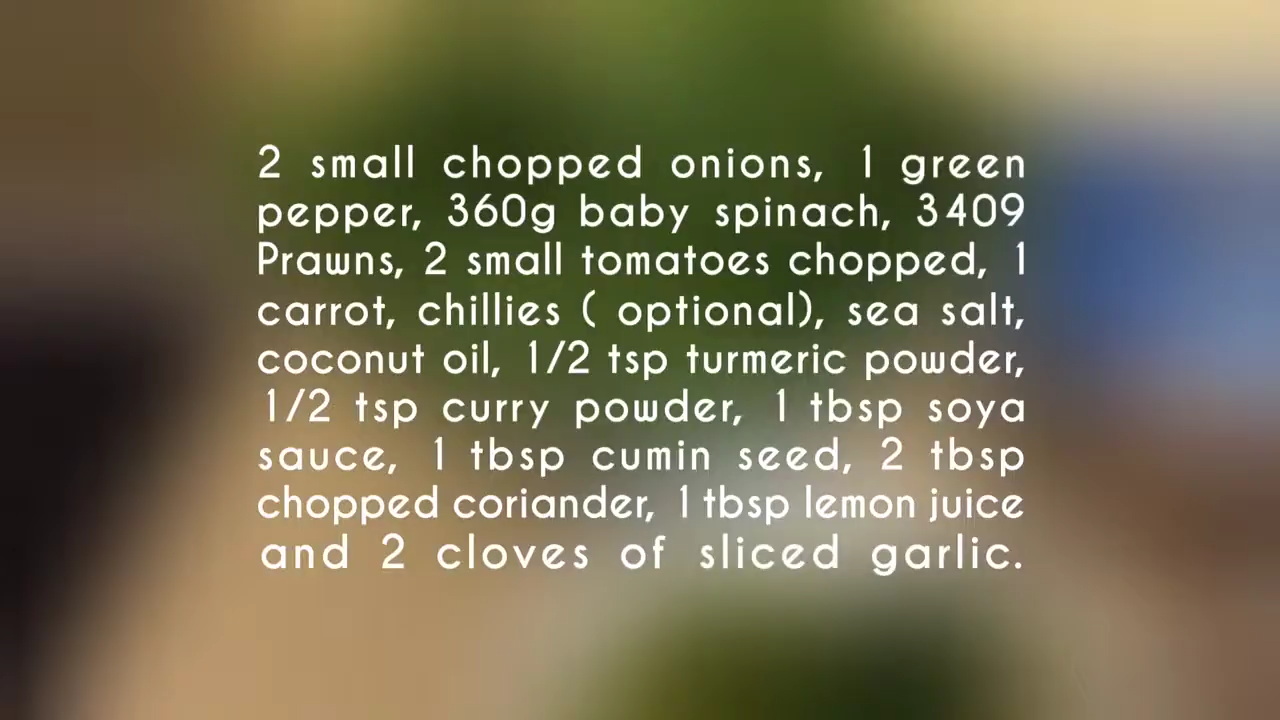 2 small chopped onions, 1 green
pepper, 360g baby spinach, 3409
Prawns, 2 small tomatoes chopped, 1
carrot, chillies ( optional), sea salt,
coconut oil, 1/2 tsp turmeric powder,
1/2 tsp curry powder, 1 tbsp soya
sauce, 1 tbsp cumin seed, 2 tbsp
chopped coriander, 1 tbsp lemon juice
and 2 cloves of sliced garlic.